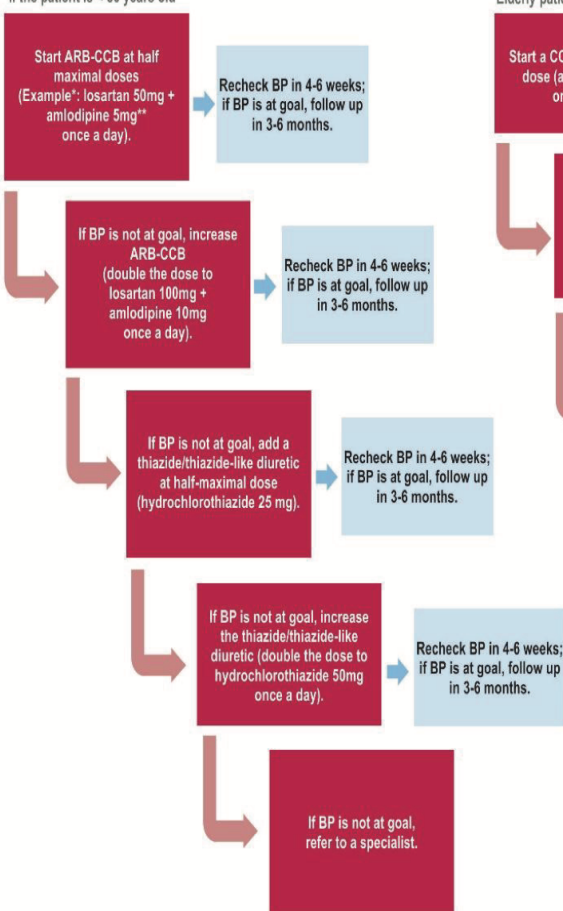 Elderly
Start ARB-CCB at half
maximal doses
(Example*: losartan 50mg +
amlodipine 5mg**
once a day).
Recheck BP in 4-6 weeks;
if BP is at goal, follow up
in 3-6 months.
Start a
dose
If BP is not at goal, increase
ARB-CCB
(double the dose to
losartan 100mg +
amlodipine 10mg
once a day).
Recheck BP in 4-6 weeks;
if BP is at goal, follow up
in 3-6 months.
If BP is not at goal, add a
thiazide/thiazide-like diuretic
at half-maximal dose
(hydrochlorothiazide 25 mg).
Recheck BP in 4-6 weeks;
if BP is at goal, follow up
in 3-6 months.
If BP is not at goal, increase
the thiazide/thiazide-like
diuretic (double the dose to
hydrochlorothiazide 50mg
once a day).
Recheck BP in 4-6 weeks;
if BP is at goal, follow up
in 3-6 months.
If BP is not at goal,
refer to a specialist.